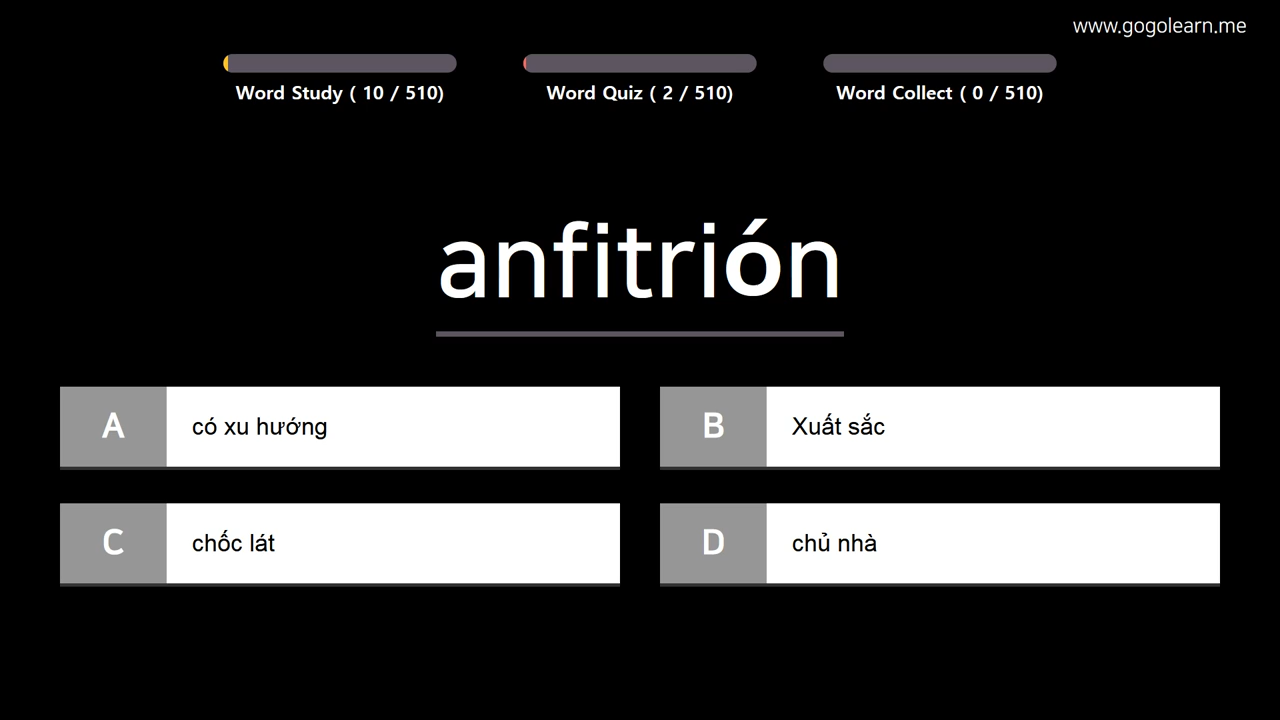 www.gogolearn.me
Word Study ( 10 / 510)
Word Quiz ( 2 / 510)
Word Collect ( 0 / 510)
anfitrión
A
có xu hướng
B
Xuất sắc
C
chốc lát
D
chủ nhà